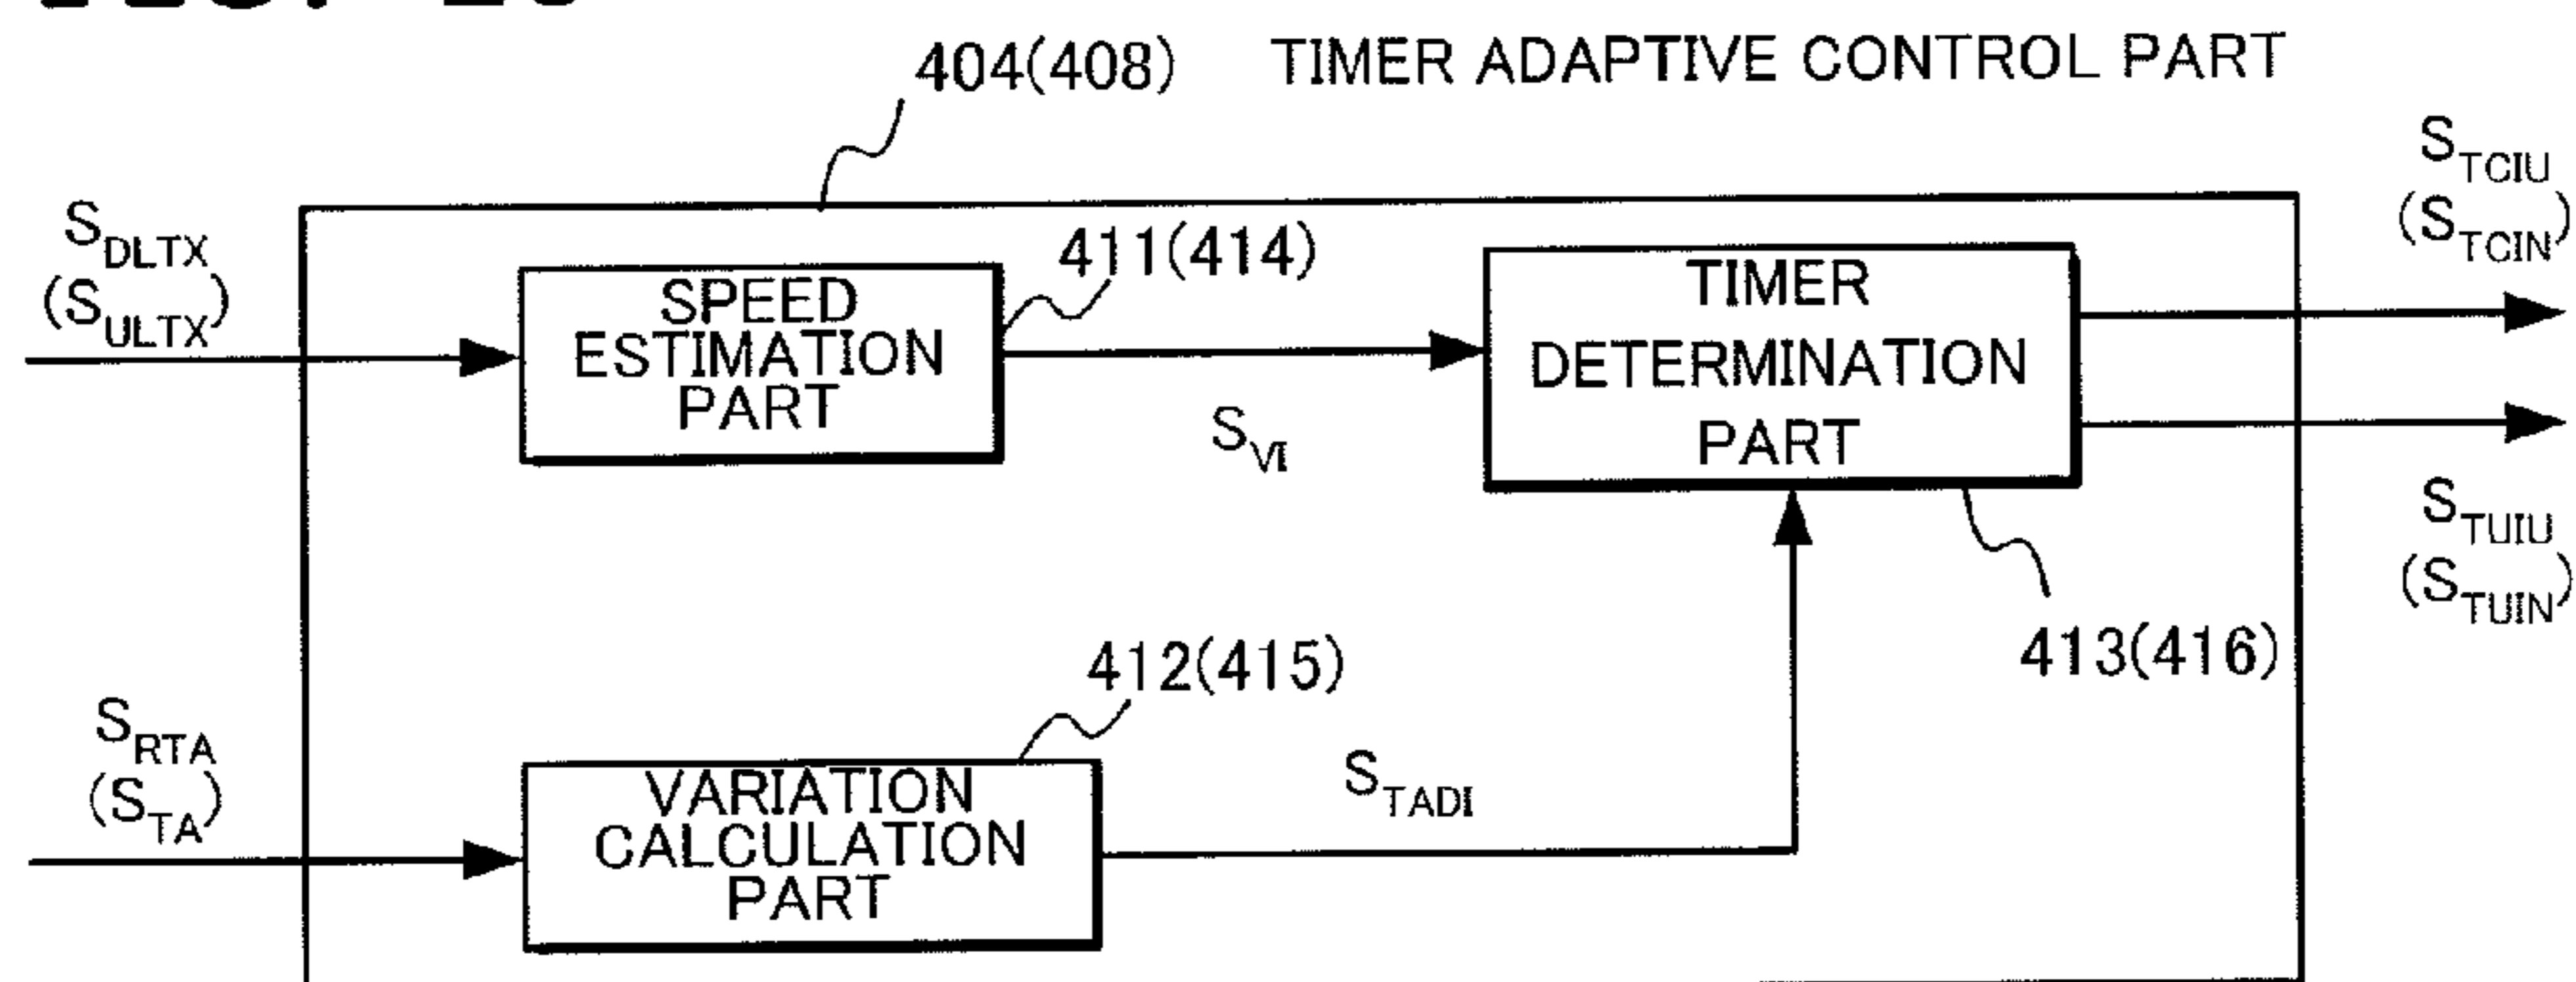 404(408) TIMER ADAPTIVE CONTROL PART
S_DLTX
(S_ULTX)
SPEED
ESTIMATION
PART
411(414)
S_VI
TIMER
DETERMINATION
PART
S_TCIU
(S_TCIN)
S_TUIU
(S_TUIN)
413(416)
S_RTA
(S_TA)
412(415)
VARIATION
CALCULATION
PART
S_TADI